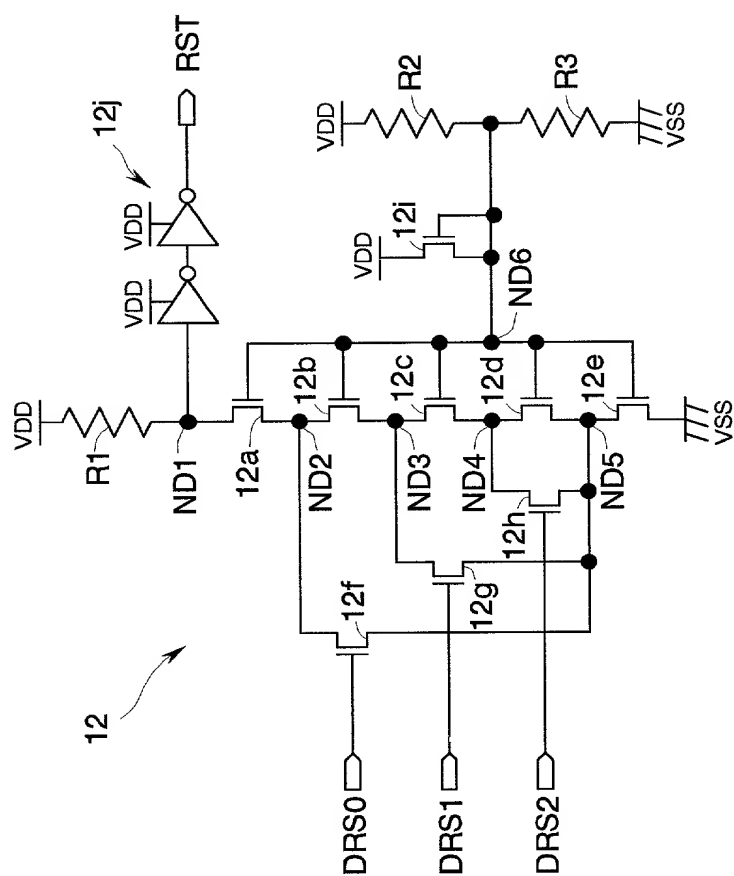 12
VDD
R1
ND1
VDD
VDD
12j
RST
12a
ND2
12b
ND3
12c
ND4
12d
ND5
12e
VSS
ND6
VDD
12i
VDD
R2
R3
VSS
12f
12g
12h
DRS0
DRS1
DRS2